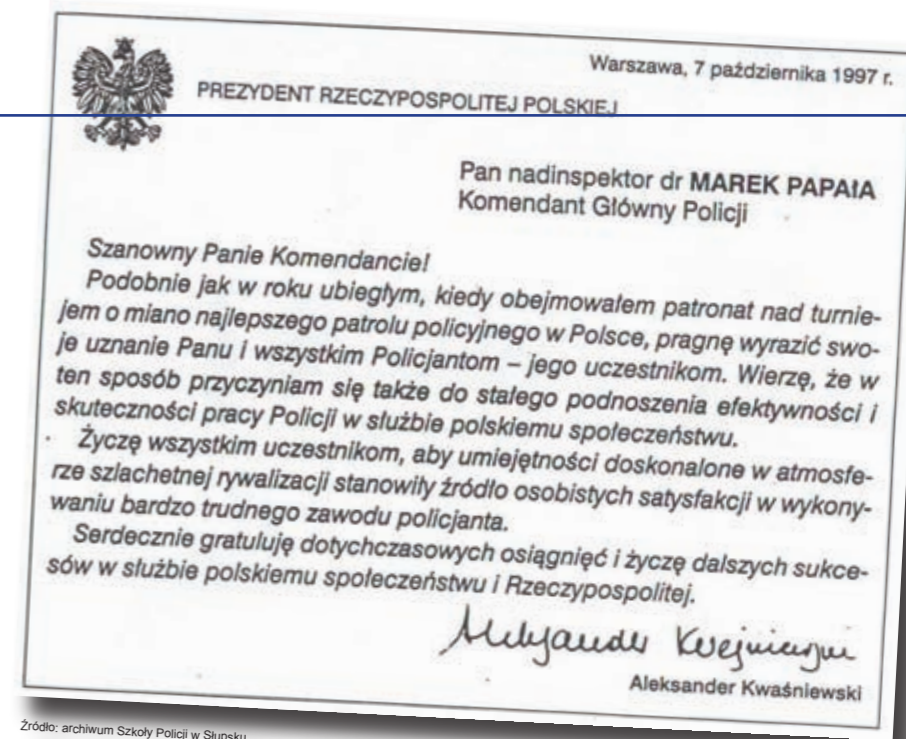 Warszawa, 7 października 1997 r.
PREZYDENT RZECZYPOSPOLITEJ POLSKIEJ
Pan nadinspektor dr MAREK PAPAŁA
Komendant Główny Policji
Szanowny Panie Komendancie!
Podobnie jak w roku ubiegłym, kiedy obejmowałem patronat nad turnie-
jem o miano najlepszego patrolu policyjnego w Polsce, pragnę wyrazić swo-
je uznanie Panu i wszystkim Policjantom – jego uczestnikom. Wierzę, że w
ten sposób przyczyniam się także do stałego podnoszenia efektywności i
skuteczności pracy Policji w służbie polskiemu społeczeństwu.
Życzę wszystkim uczestnikom, aby umiejętności doskonalone w atmosfe-
rze szlachetnej rywalizacji stanowiły źródło osobistych satysfakcji w wykony-
waniu bardzo trudnego zawodu policjanta.
Serdecznie gratuluję dotychczasowych osiągnięć i życzę dalszych sukce-
sów w służbie polskiemu społeczeństwu i Rzeczypospolitej.
Aleksander Kwaśniewski
Aleksander Kwaśniewski
Źródło: archiwum Szkoły Policji w Słupsku